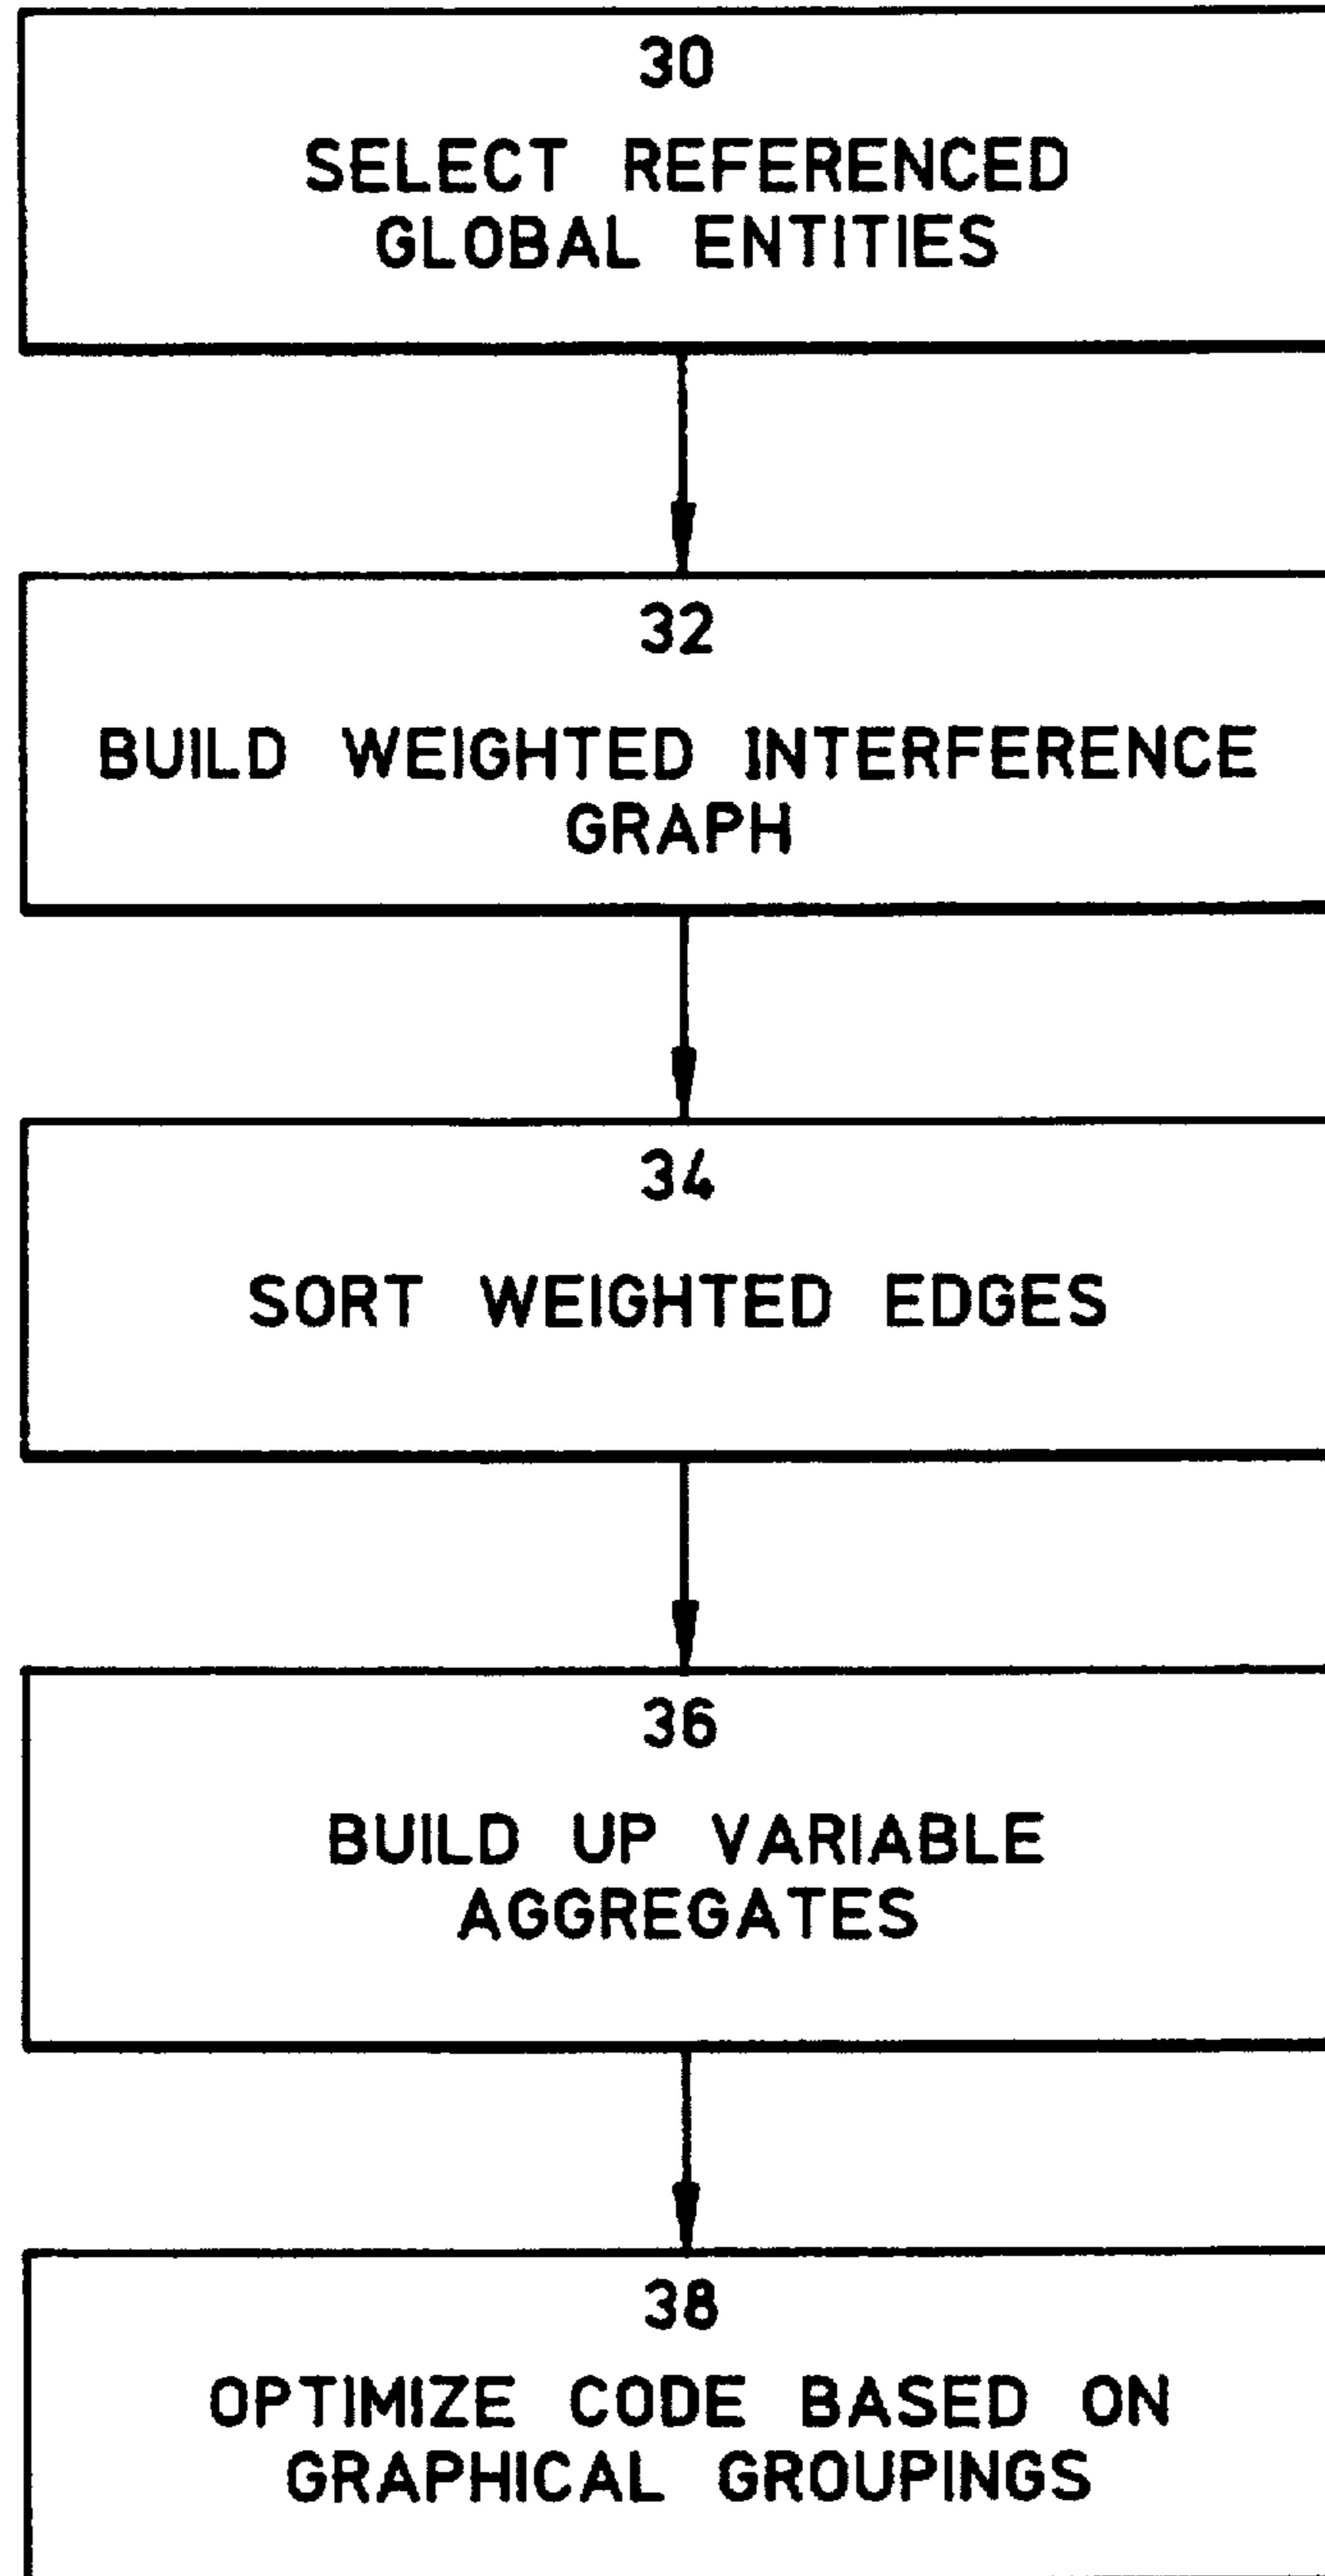 30
SELECT REFERENCED
GLOBAL ENTITIES
32
BUILD WEIGHTED INTERFERENCE
GRAPH
34
SORT WEIGHTED EDGES
36
BUILD UP VARIABLE
AGGREGATES
38
OPTIMIZE CODE BASED ON
GRAPHICAL GROUPINGS